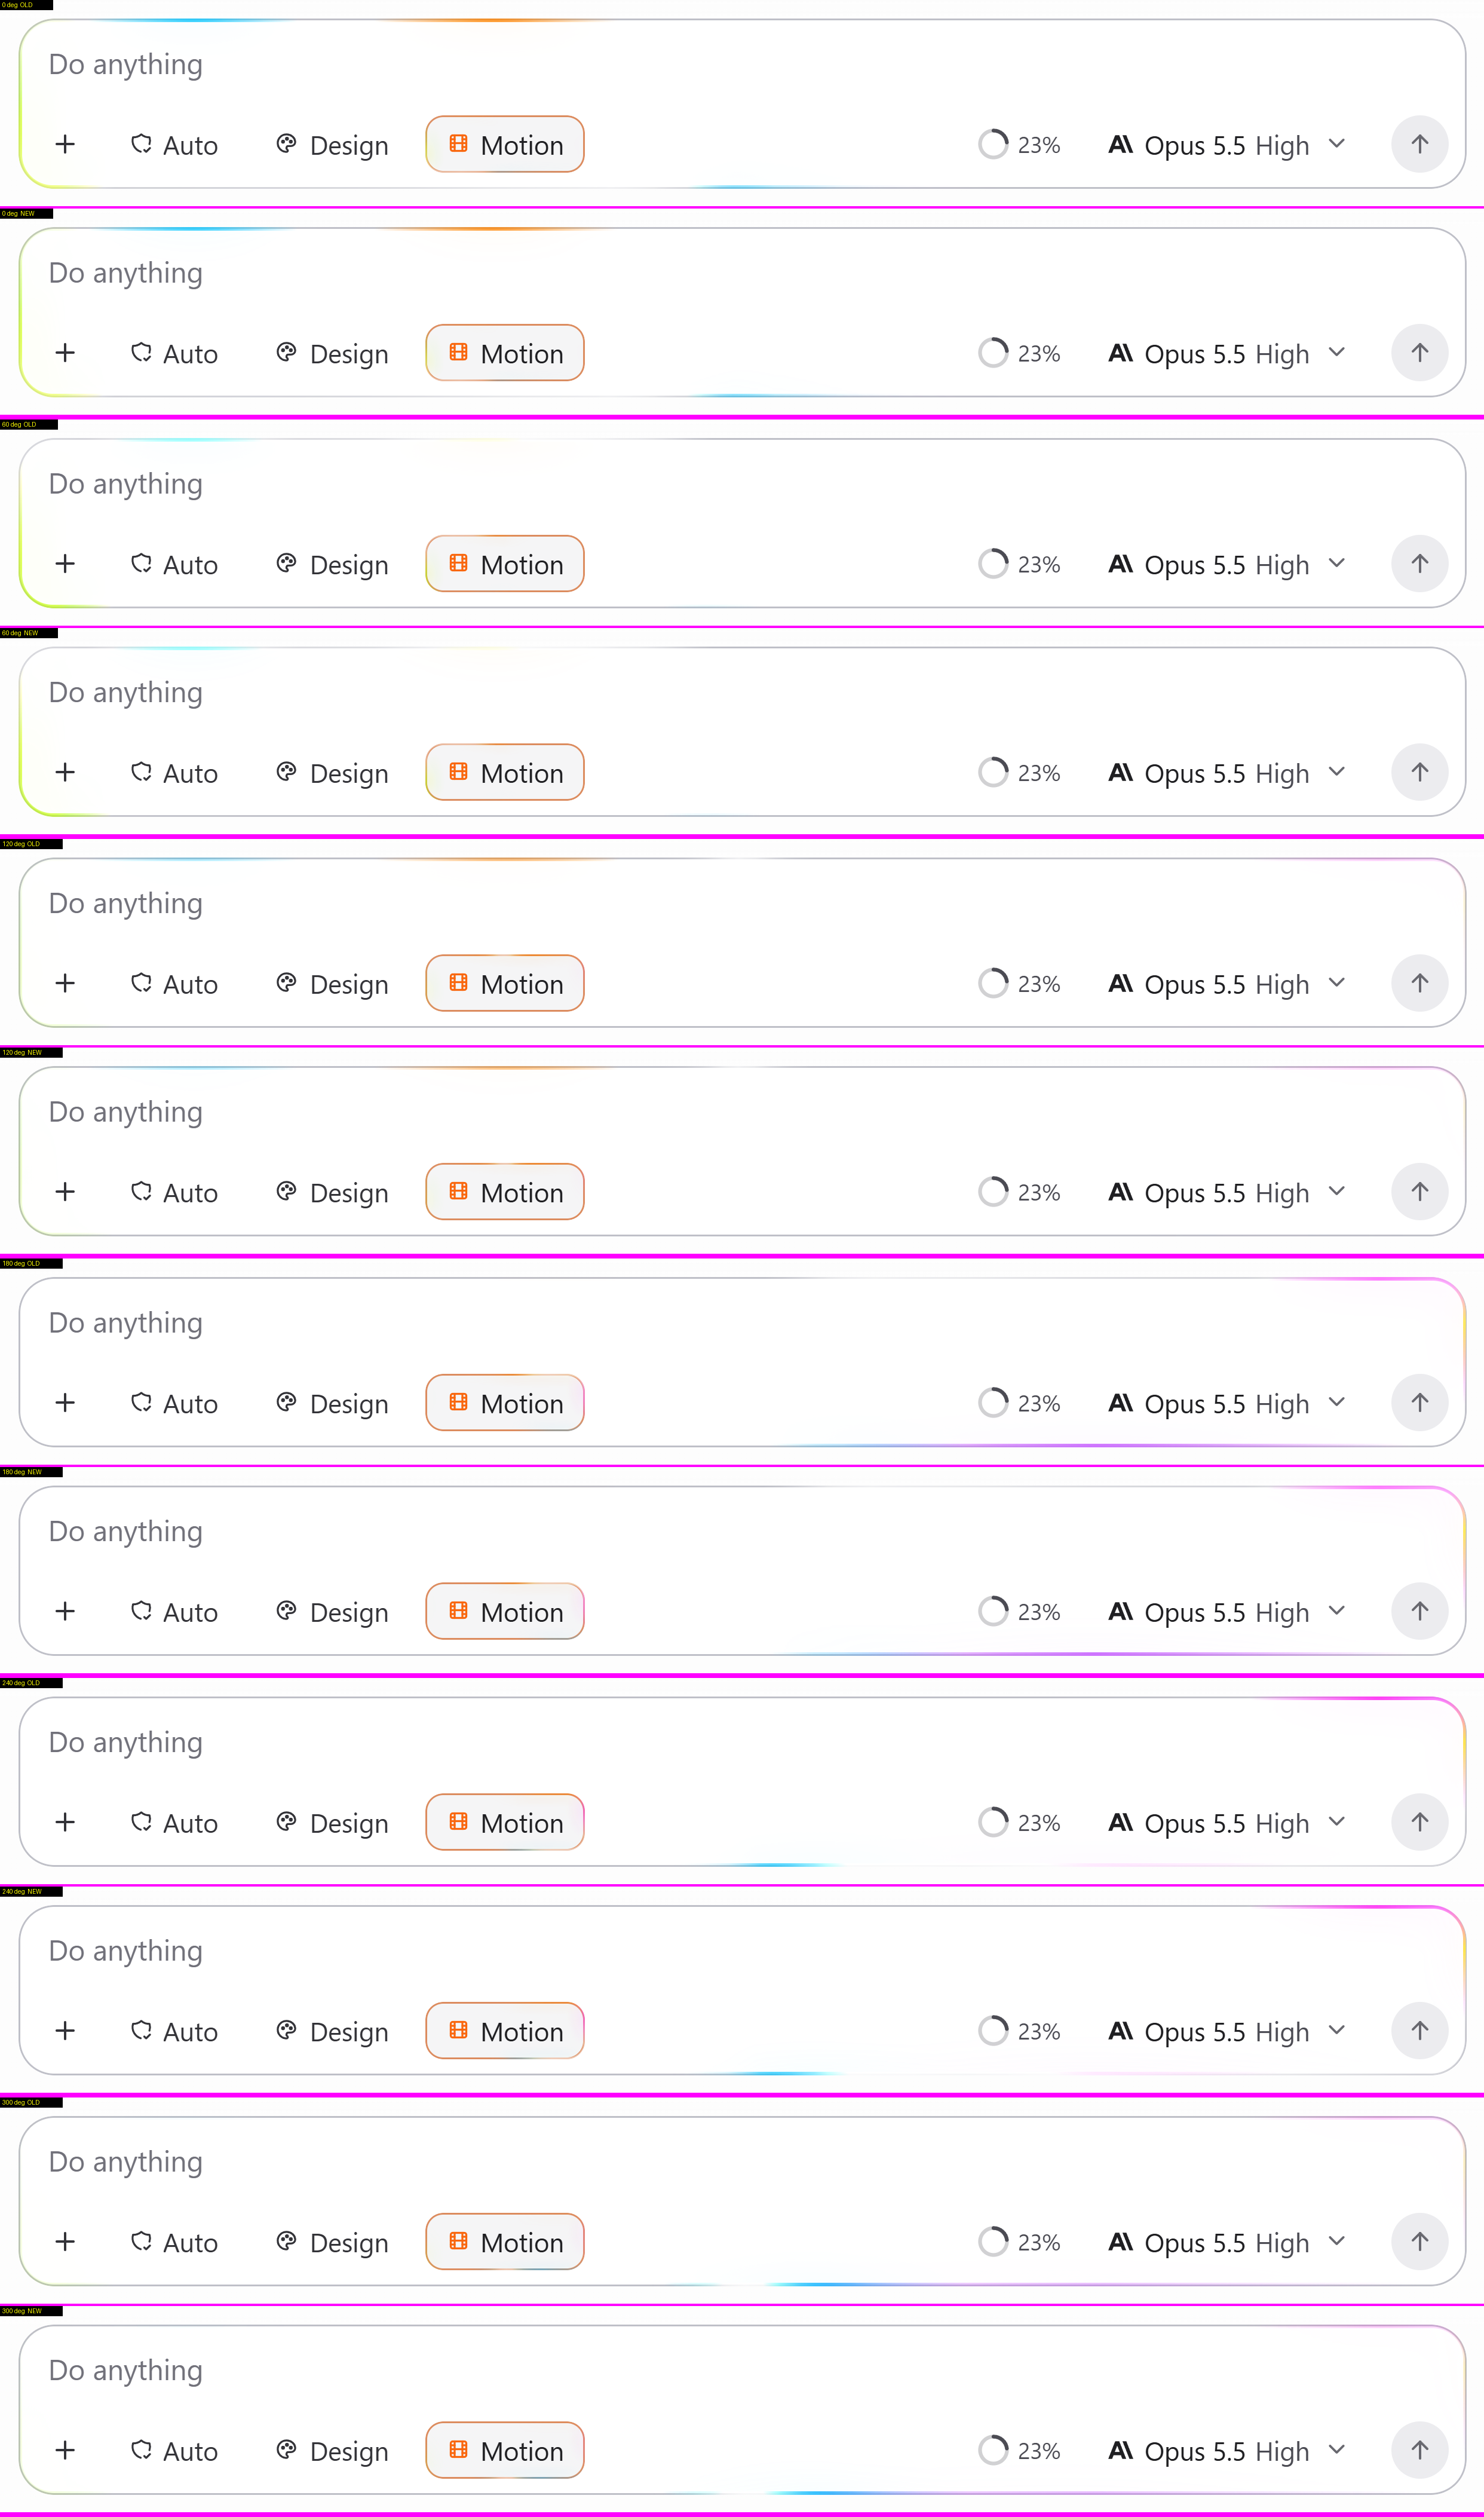 0 deg OLD
Do anything
Auto Design Motion 23% Opus 5.5 High
0 deg NEW
Do anything
Auto Design Motion 23% Opus 5.5 High
60 deg OLD
Do anything
Auto Design Motion 23% Opus 5.5 High
60 deg NEW
Do anything
Auto Design Motion 23% Opus 5.5 High
120 deg OLD
Do anything
Auto Design Motion 23% Opus 5.5 High
120 deg NEW
Do anything
Auto Design Motion 23% Opus 5.5 High
180 deg OLD
Do anything
Auto Design Motion 23% Opus 5.5 High
180 deg NEW
Do anything
Auto Design Motion 23% Opus 5.5 High
240 deg OLD
Do anything
Auto Design Motion 23% Opus 5.5 High
240 deg NEW
Do anything
Auto Design Motion 23% Opus 5.5 High
300 deg OLD
Do anything
Auto Design Motion 23% Opus 5.5 High
300 deg NEW
Do anything
Auto Design Motion 23% Opus 5.5 High